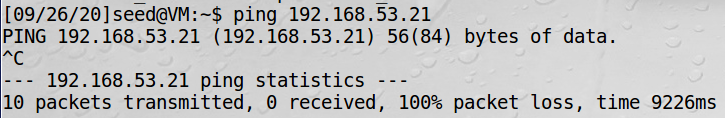 [09/26/20]seed@VM:~$ ping 192.168.53.21
PING 192.168.53.21 (192.168.53.21) 56(84) bytes of data.
^C
--- 192.168.53.21 ping statistics ---
10 packets transmitted, 0 received, 100% packet loss, time 9226ms